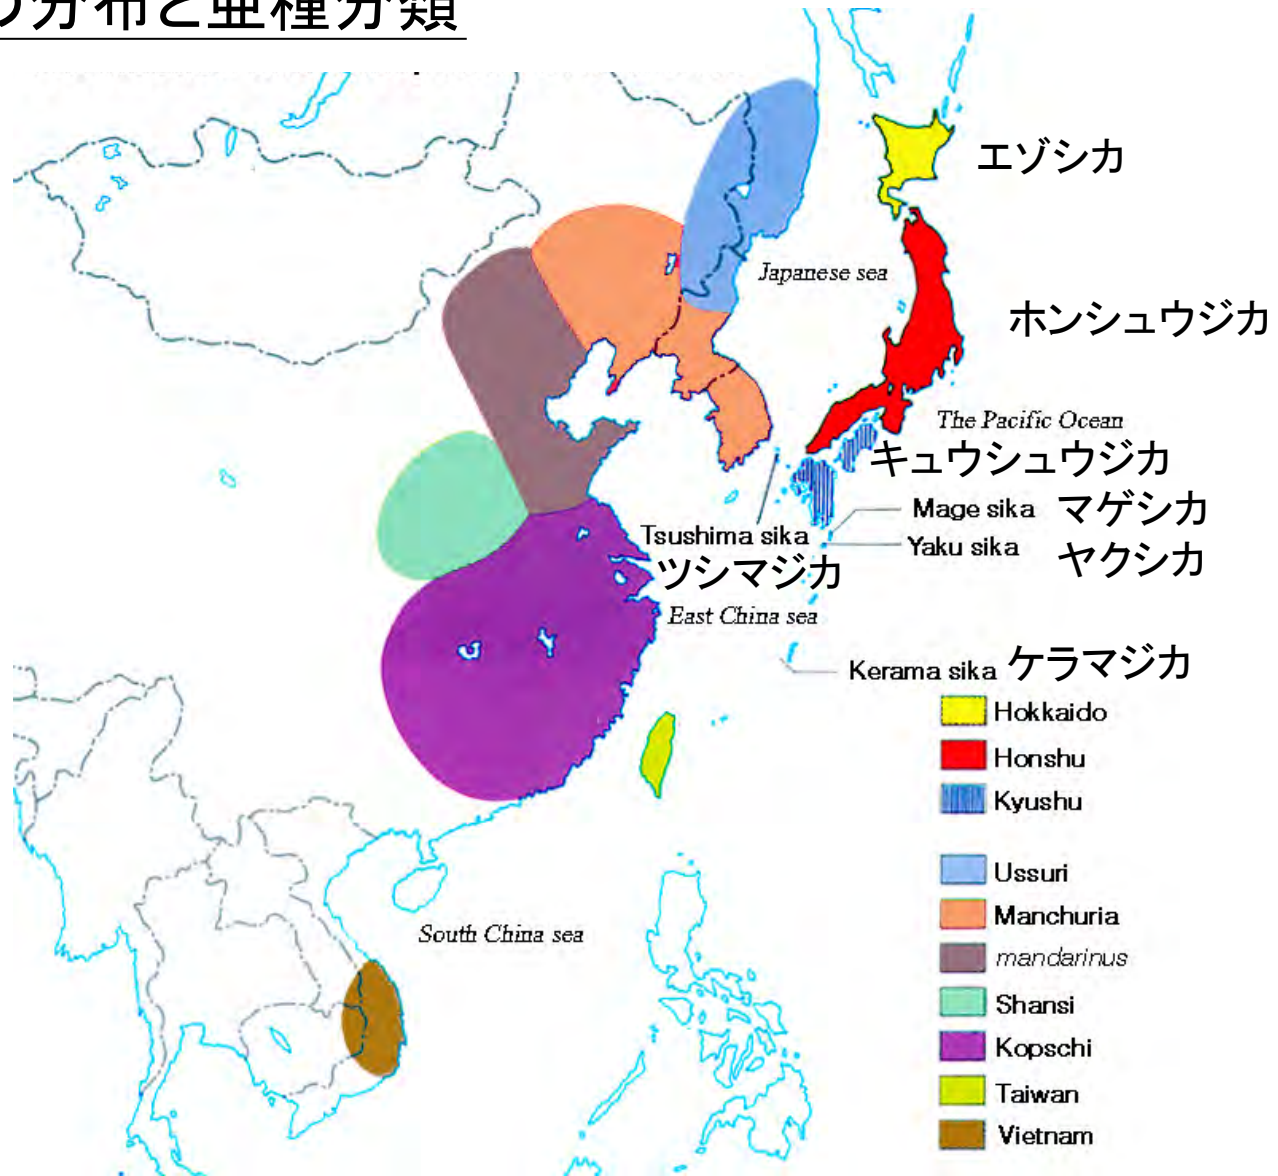 分布と亜種分類
エゾシカ
Japanese sea
ホンシュウジカ
The Pacific Ocean
キュウシュウジカ
Mage sika マゲシカ
Tsushima sika
Yaku sika ヤクシカ
ツシマジカ
East China sea
Kerama sika ケラマジカ
Hokkaido
Honshu
Kyushu
Ussuri
Manchuria
South China sea
mandarinus
Shansi
Kopschi
Taiwan
Vietnam